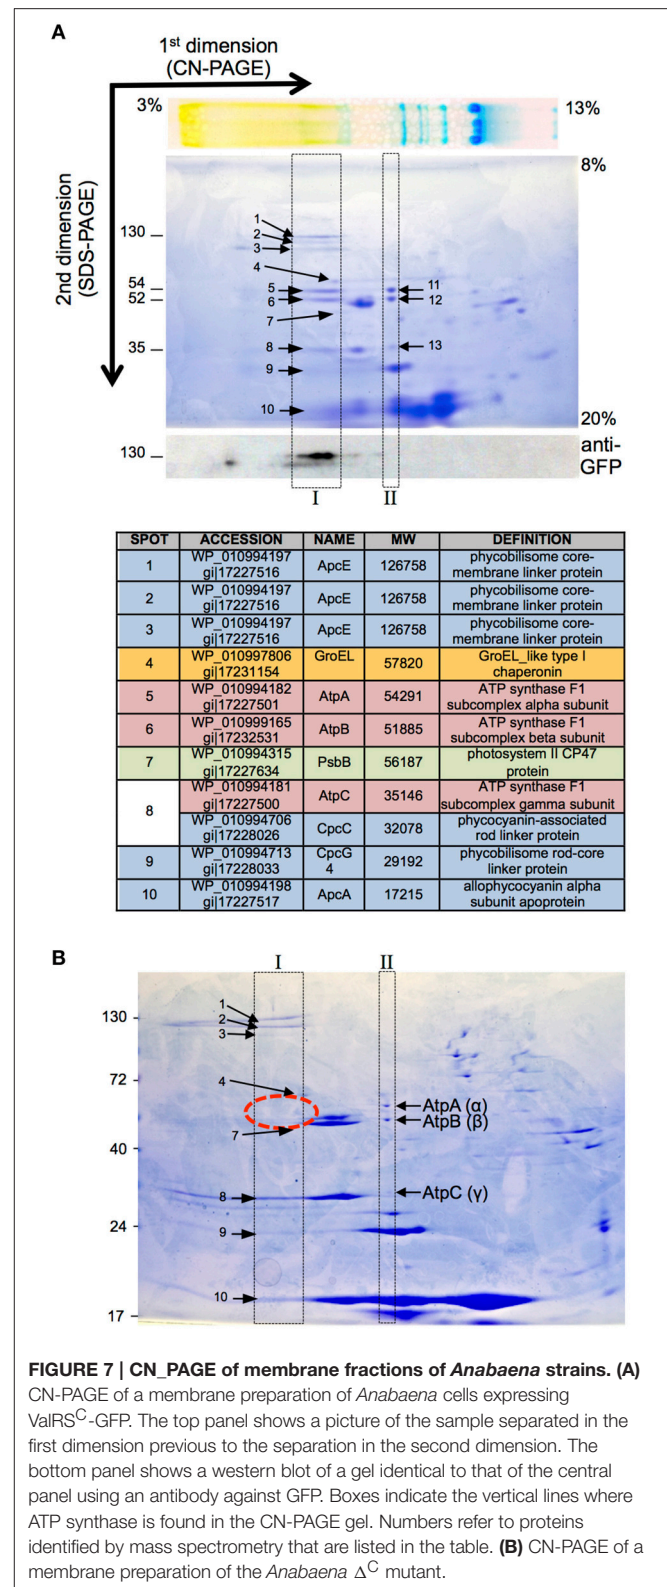 A
1st dimension
(CN-PAGE)
3%
13%
2nd dimension
(SDS-PAGE)
8%
130
54
52
35
1
2
3
4
5
6
7
8
9
10
11
12
13
20%
130
anti-
GFP
I
II
SPOT ACCESSION NAME MW DEFINITION
1 WP_010994197 gi|17227516 ApcE 126758 phycobilisome core-membrane linker protein
2 WP_010994197 gi|17227516 ApcE 126758 phycobilisome core-membrane linker protein
3 WP_010994197 gi|17227516 ApcE 126758 phycobilisome core-membrane linker protein
4 WP_010997806 gi|17231154 GroEL 57820 GroEL_like type I chaperonin
5 WP_010994182 gi|17227501 AtpA 54291 ATP synthase F1 subcomplex alpha subunit
6 WP_010999165 gi|17232531 AtpB 51885 ATP synthase F1 subcomplex beta subunit
7 WP_010994315 gi|17227634 PsbB 56187 photosystem II CP47 protein
8 WP_010994181 gi|17227500 AtpC 35146 ATP synthase F1 subcomplex gamma subunit
WP_010994706 gi|17228026 CpcC 32078 phycocyanin-associated rod linker protein
9 WP_010994713 gi|17228033 CpcG 4 29192 phycobilisome rod-core linker protein
10 WP_010994198 gi|17227517 ApcA 17215 allophycocyanin alpha subunit apoprotein
B
I
II
130
72
40
24
17
1
2
3
4
7
8
9
10
AtpA (α)
AtpB (β)
AtpC (γ)
FIGURE 7 | CN_PAGE of membrane fractions of Anabaena strains. (A)
CN-PAGE of a membrane preparation of Anabaena cells expressing
ValRSC-GFP. The top panel shows a picture of the sample separated in the
first dimension previous to the separation in the second dimension. The
bottom panel shows a western blot of a gel identical to that of the central
panel using an antibody against GFP. Boxes indicate the vertical lines where
ATP synthase is found in the CN-PAGE gel. Numbers refer to proteins
identified by mass spectrometry that are listed in the table. (B) CN-PAGE of a
membrane preparation of the Anabaena ΔC mutant.